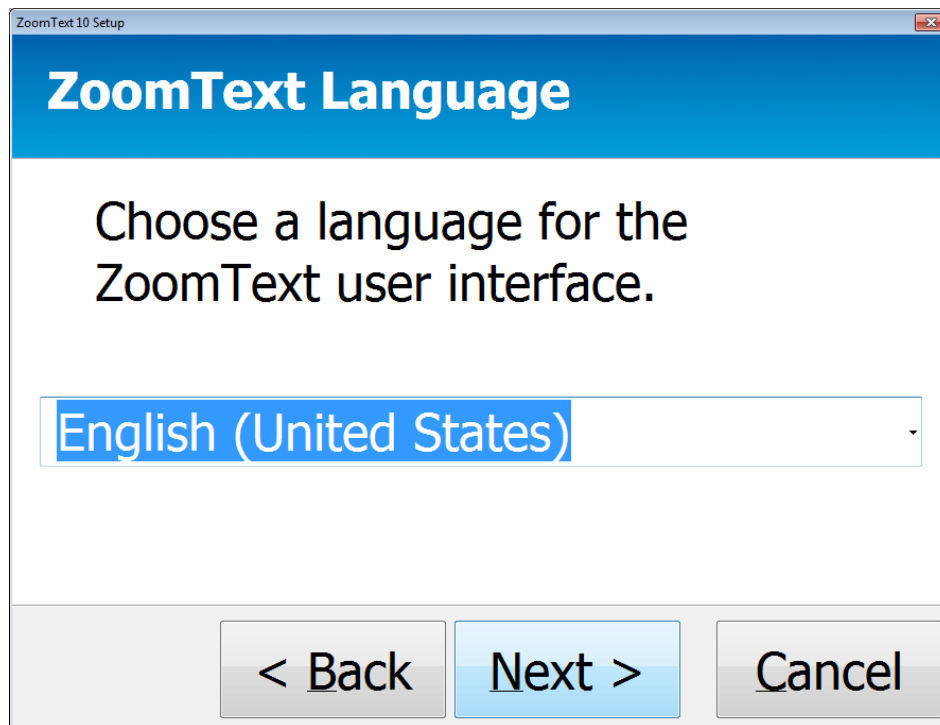 ZoomText 10 Setup
ZoomText Language
Choose a language for the
ZoomText user interface.
English (United States)
< Back
Next >
Cancel